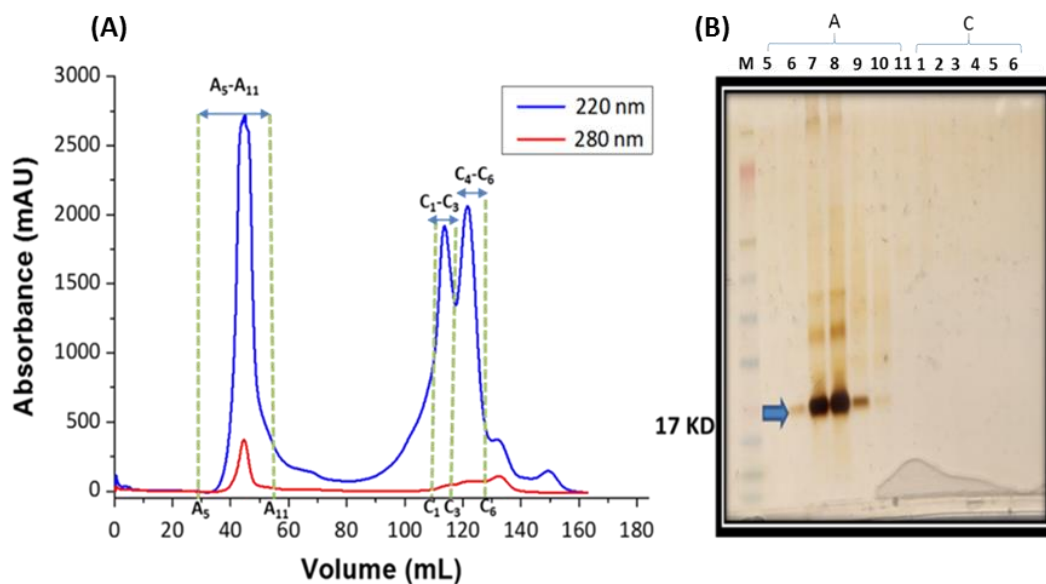 (A)
3000
2500
2000
1500
1000
500
0
Absorbance (mAU)
A5-A11
C1-C3
C4-C6
220 nm
280 nm
A5
A11
C1
C3
C6
0 20 40 60 80 100 120 140 160 180
Volume (mL)
(B)
A C
M 5 6 7 8 9 10 11 1 2 3 4 5 6
17 KD